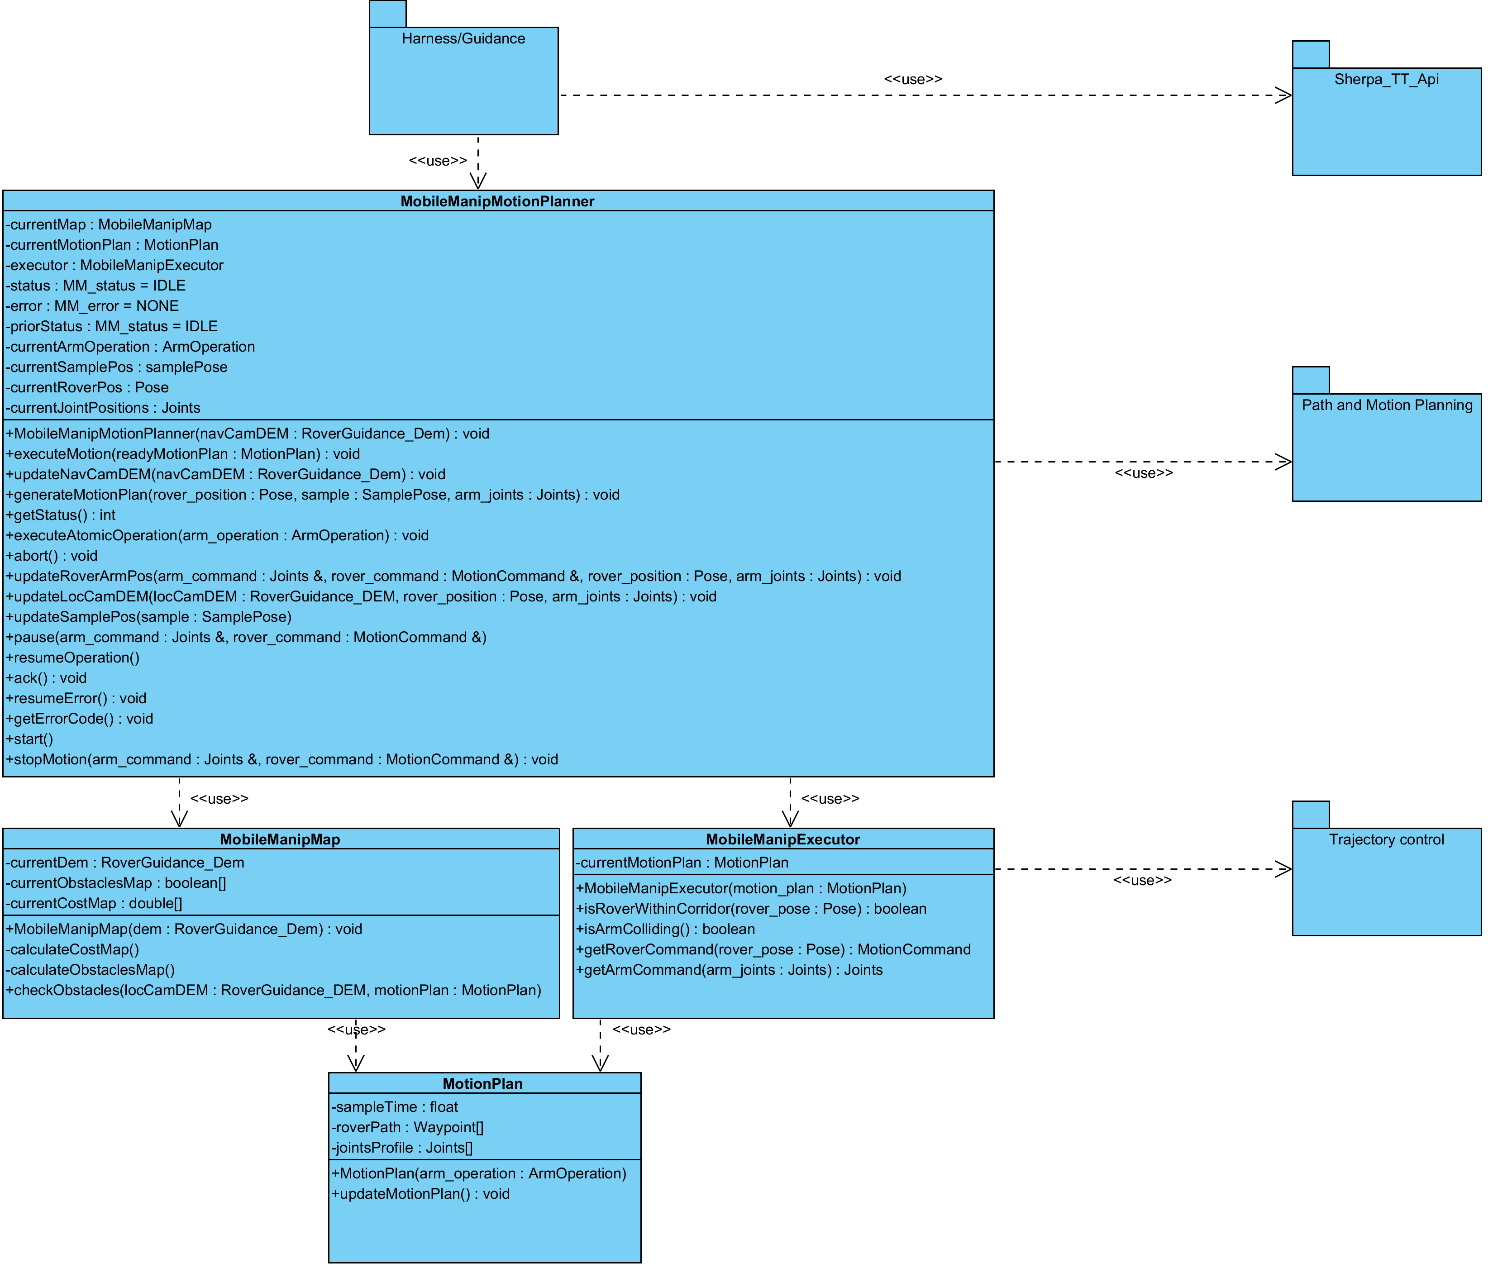 Harness/Guidance
<<use>>
Sherpa_TT_Api
<<use>>
MobileManipMotionPlanner
-currentMap : MobileManipMap
-currentMotionPlan : MotionPlan
-executor : MobileManipExecutor
-status : MM_status = IDLE
-error : MM_error = NONE
-priorStatus : MM_status = IDLE
-currentArmOperation : ArmOperation
-currentSamplePos : samplePose
-currentRoverPos : Pose
-currentJointPositions : Joints
+MobileManipMotionPlanner(navCamDEM : RoverGuidance_Dem) : void
+executeMotion(readyMotionPlan : MotionPlan) : void
+updateNavCamDEM(navCamDEM : RoverGuidance_Dem) : void
+generateMotionPlan(rover_position : Pose, sample : SamplePose, arm_joints : Joints) : void
+getStatus() : int
+executeAtomicOperation(arm_operation : ArmOperation) : void
+abort() : void
+updateRoverArmPos(arm_command : Joints &, rover_command : MotionCommand &, rover_position : Pose, arm_joints : Joints) : void
+updateLocCamDEM(locCamDEM : RoverGuidance_DEM, rover_position : Pose, arm_joints : Joints) : void
+updateSamplePos(sample : SamplePose)
+pause(arm_command : Joints &, rover_command : MotionCommand &)
+resumeOperation()
+ack() : void
+resumeError() : void
+getErrorCode() : void
+start()
+stopMotion(arm_command : Joints &, rover_command : MotionCommand &) : void
Path and Motion Planning
<<use>>
<<use>>
<<use>>
MobileManipMap
-currentDem : RoverGuidance_Dem
-currentObstaclesMap : boolean[]
-currentCostMap : double[]
+MobileManipMap(dem : RoverGuidance_Dem) : void
-calculateCostMap()
-calculateObstaclesMap()
+checkObstacles(locCamDEM : RoverGuidance_DEM, motionPlan : MotionPlan)
MobileManipExecutor
-currentMotionPlan : MotionPlan
+MobileManipExecutor(motion_plan : MotionPlan)
+isRoverWithinCorridor(rover_pose : Pose) : boolean
+isArmColliding() : boolean
+getRoverCommand(rover_pose : Pose) : MotionCommand
+getArmCommand(arm_joints : Joints) : Joints
Trajectory control
<<use>>
<<use>>
<<use>>
MotionPlan
-sampleTime : float
-roverPath : Waypoint[]
-jointsProfile : Joints[]
+MotionPlan(arm_operation : ArmOperation)
+updateMotionPlan() : void